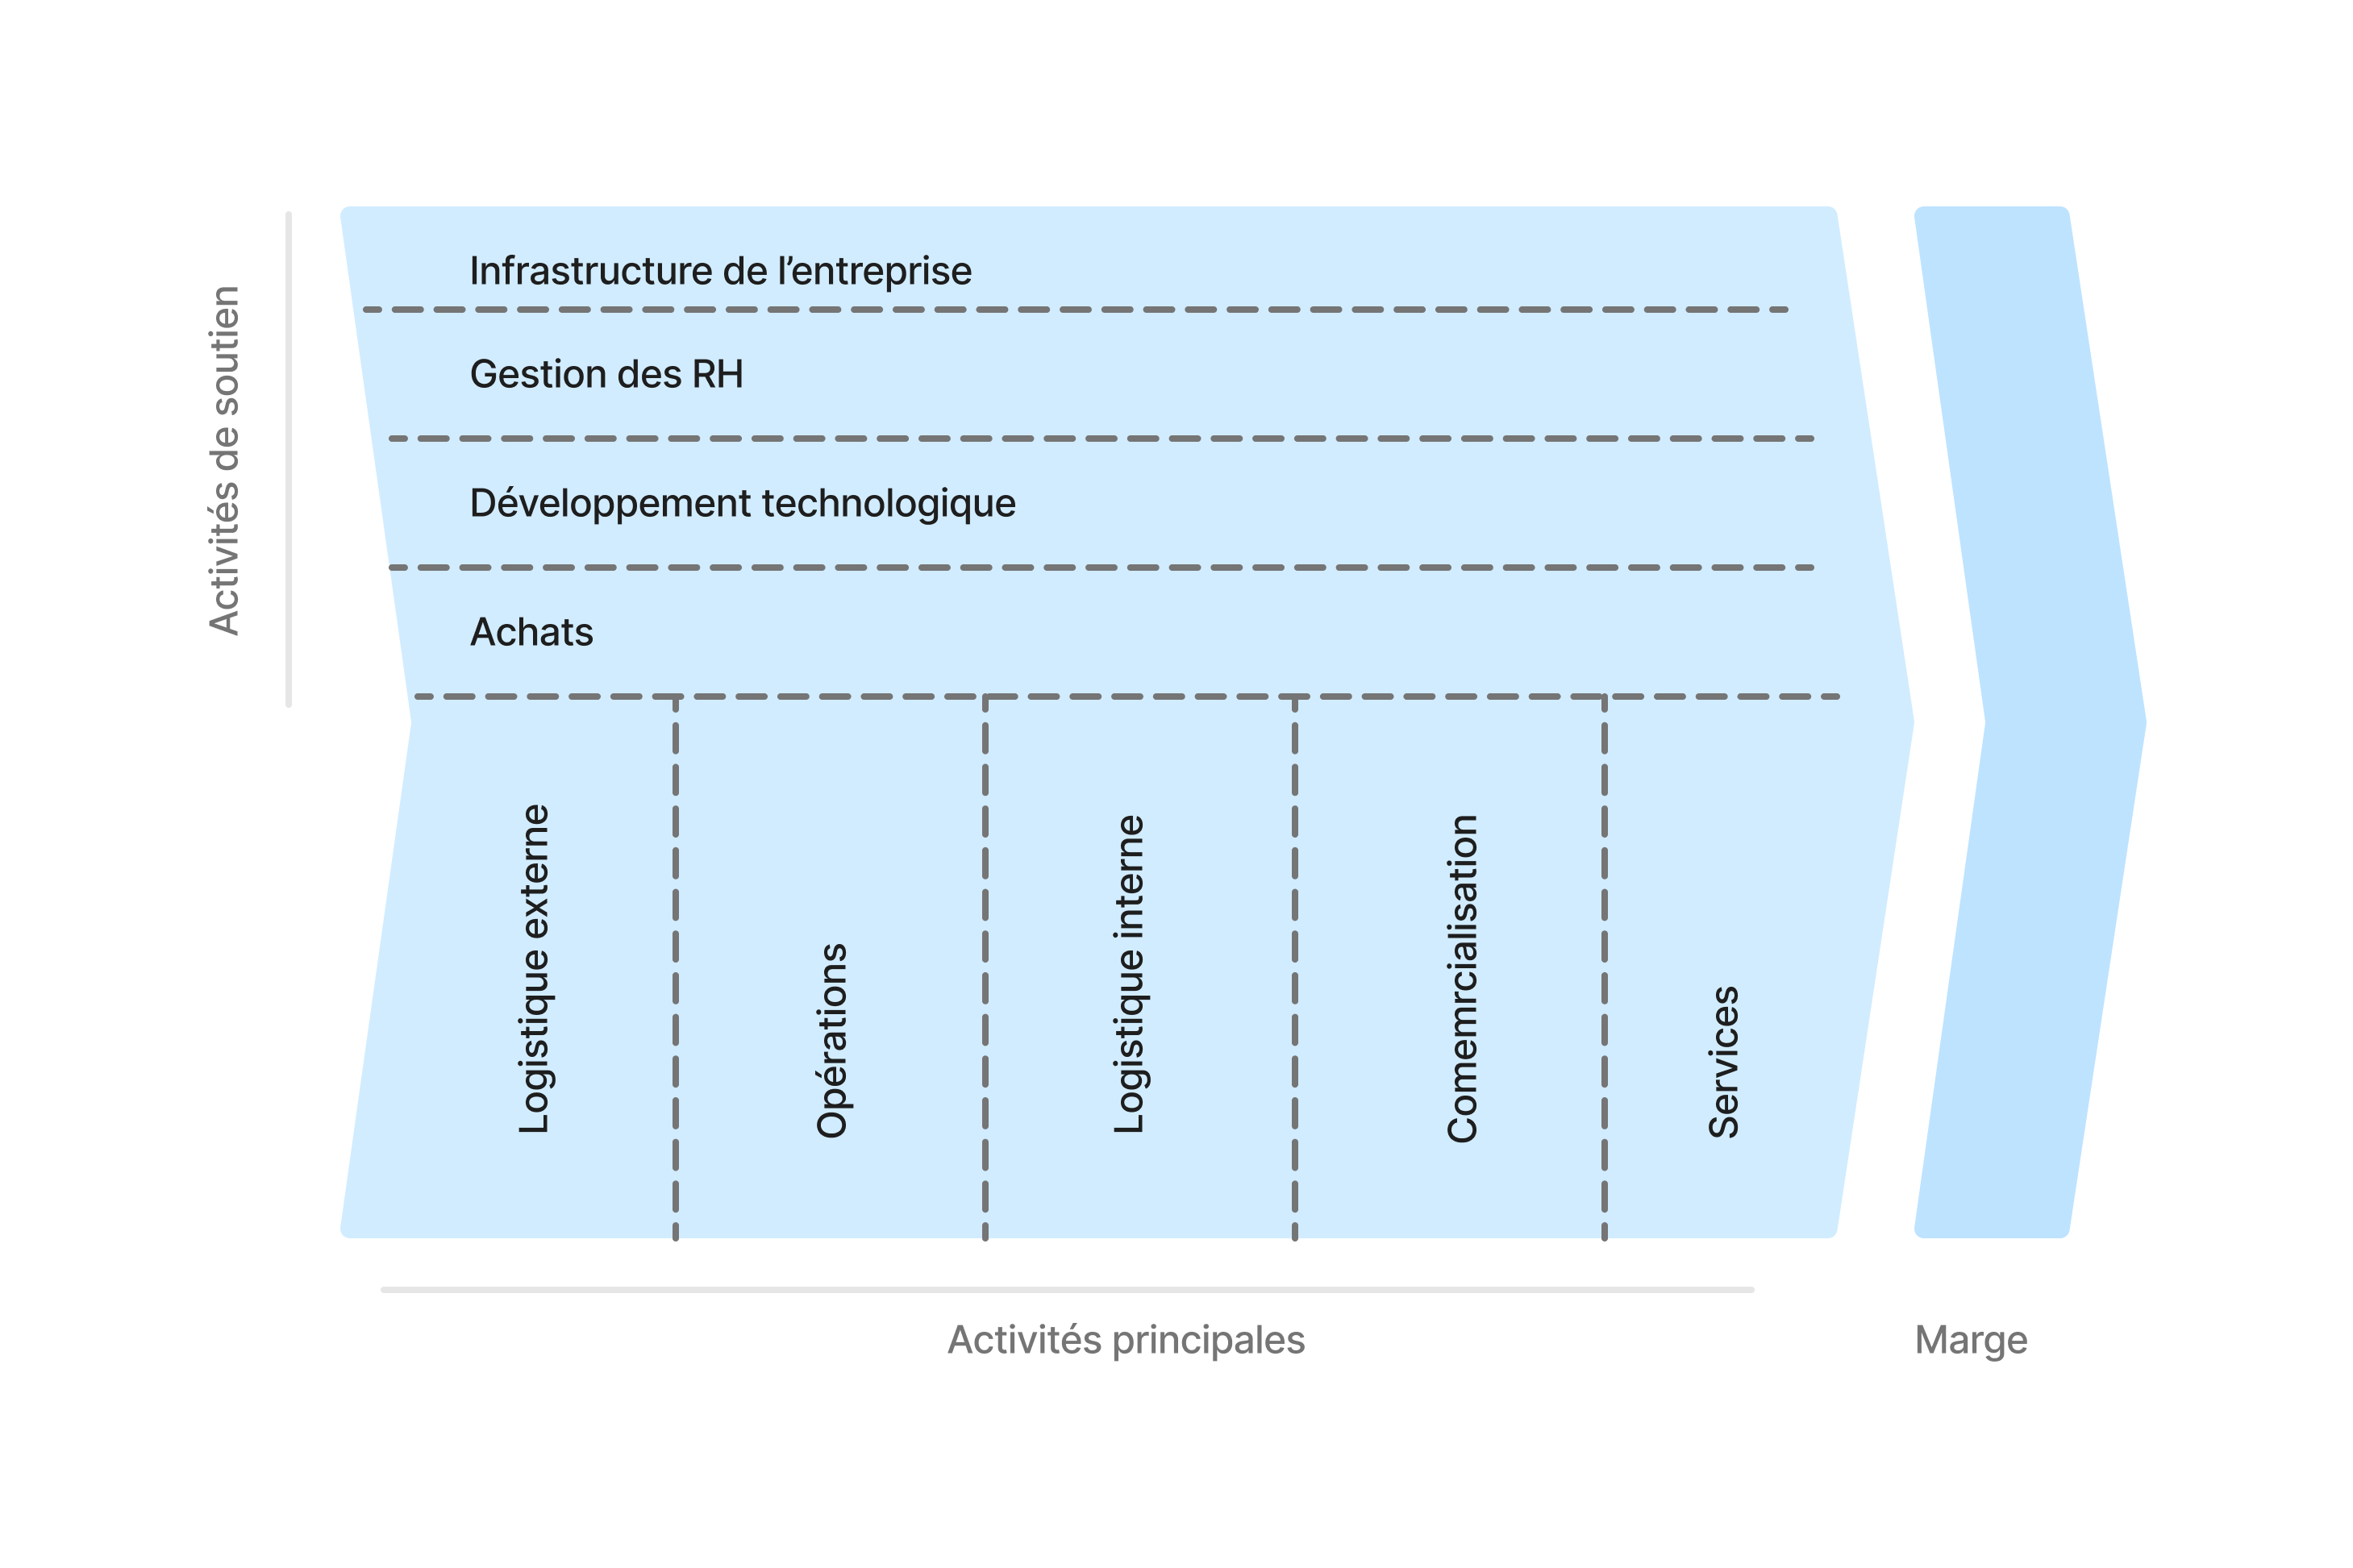 Activités de soutien
Infrastructure de l’entreprise
Gestion des RH
Développement technologique
Achats
Logistique externe
Opérations
Logistique interne
Commercialisation
Services
Activités principales
Marge